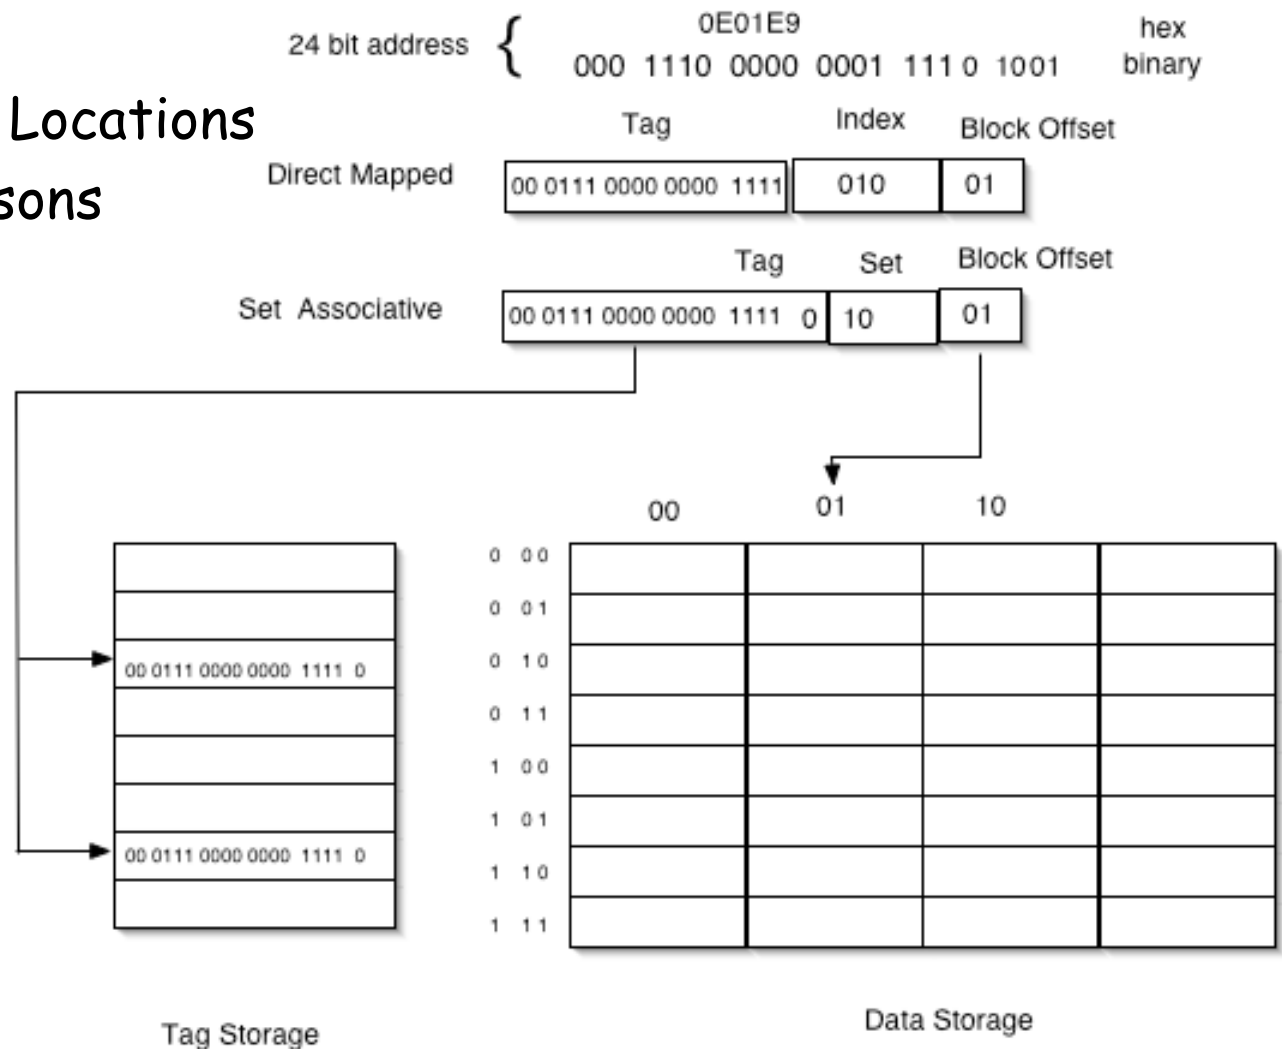 0E01E9 hex
24 bit address { 000 1110 0000 0001 111 0 1001 binary
Locations
Tag Index Block Offset
Direct Mapped 00 0111 0000 0000 1111 010 01
sons
Tag Set Block Offset
Set Associative 00 0111 0000 0000 1111 0 10 01
00 01 10
0 00
0 01
00 0111 0000 0000 1111 0 0 10
0 11
1 00
1 01
00 0111 0000 0000 1111 0 1 10
1 11
Tag Storage Data Storage